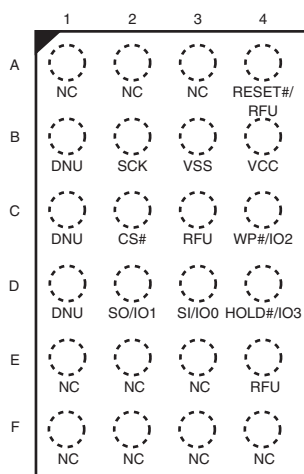 1 2 3 4
A
NC NC NC RESET#/
RFU
B
DNU SCK VSS VCC
C
DNU CS# RFU WP#/IO2
D
DNU SO/IO1 SI/IO0 HOLD#/IO3
E
NC NC NC RFU
F
NC NC NC NC